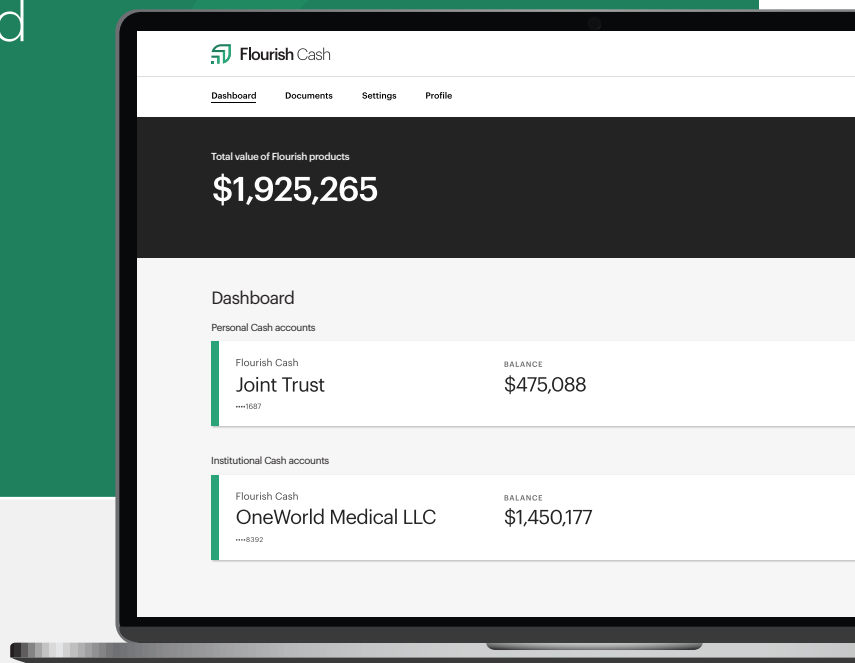 d
Flourish Cash
Dashboard Documents Settings Profile
Total value of Flourish products
$1,925,265
Dashboard
Personal Cash accounts
Flourish Cash
BALANCE
Joint Trust
$475,088
••••1687
Institutional Cash accounts
Flourish Cash
BALANCE
OneWorld Medical LLC
$1,450,177
••••8392